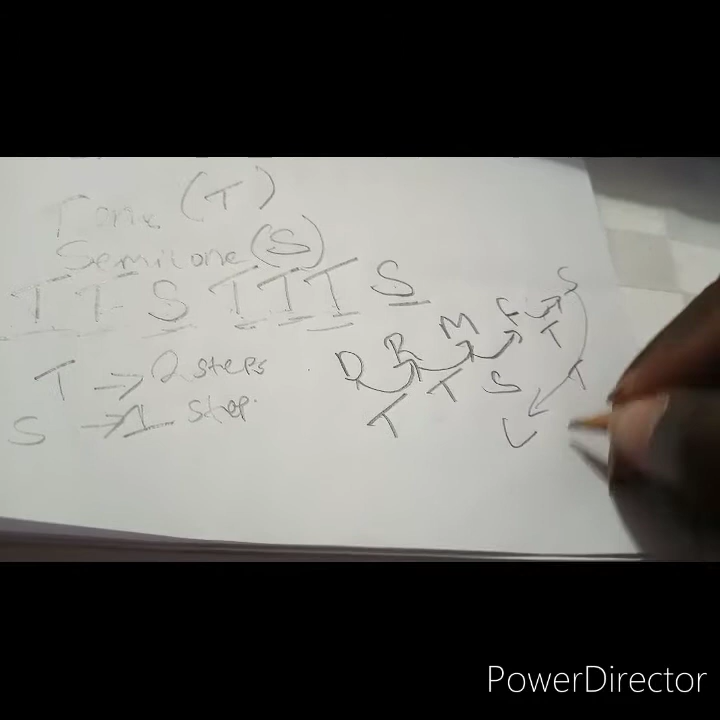 Tone (T)
Semitone (S)
T T S T T T S
T → 2 steps
S → 1 step
D R M F S
T T S T T
L
PowerDirector